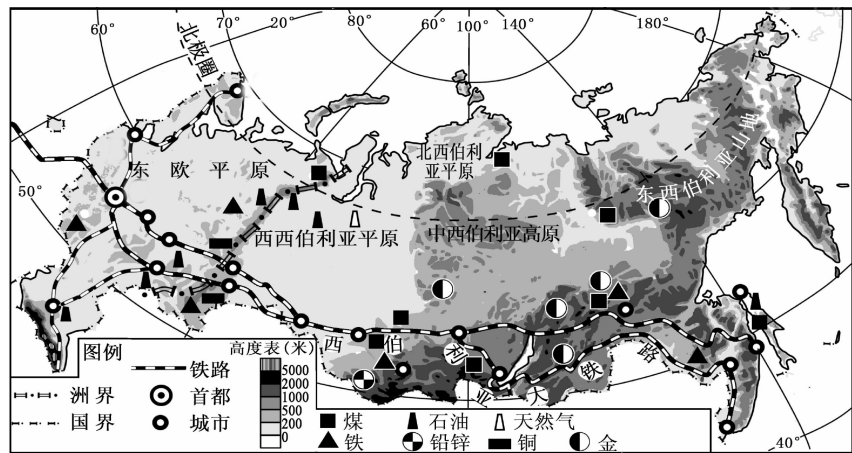 60° 70° 20° 60° 100° 140° 180°
北极圈
50°
东欧平原
北西伯利
亚平原
东西伯利亚山地
西西伯利亚平原
中西伯利亚高原
西伯利亚大铁路
图例
铁路
洲界
首都
国界
城市
高度表(米)
5000
2000
1000
500
200
0
煤
石油
天然气
铁
铅锌
铜
金
40°